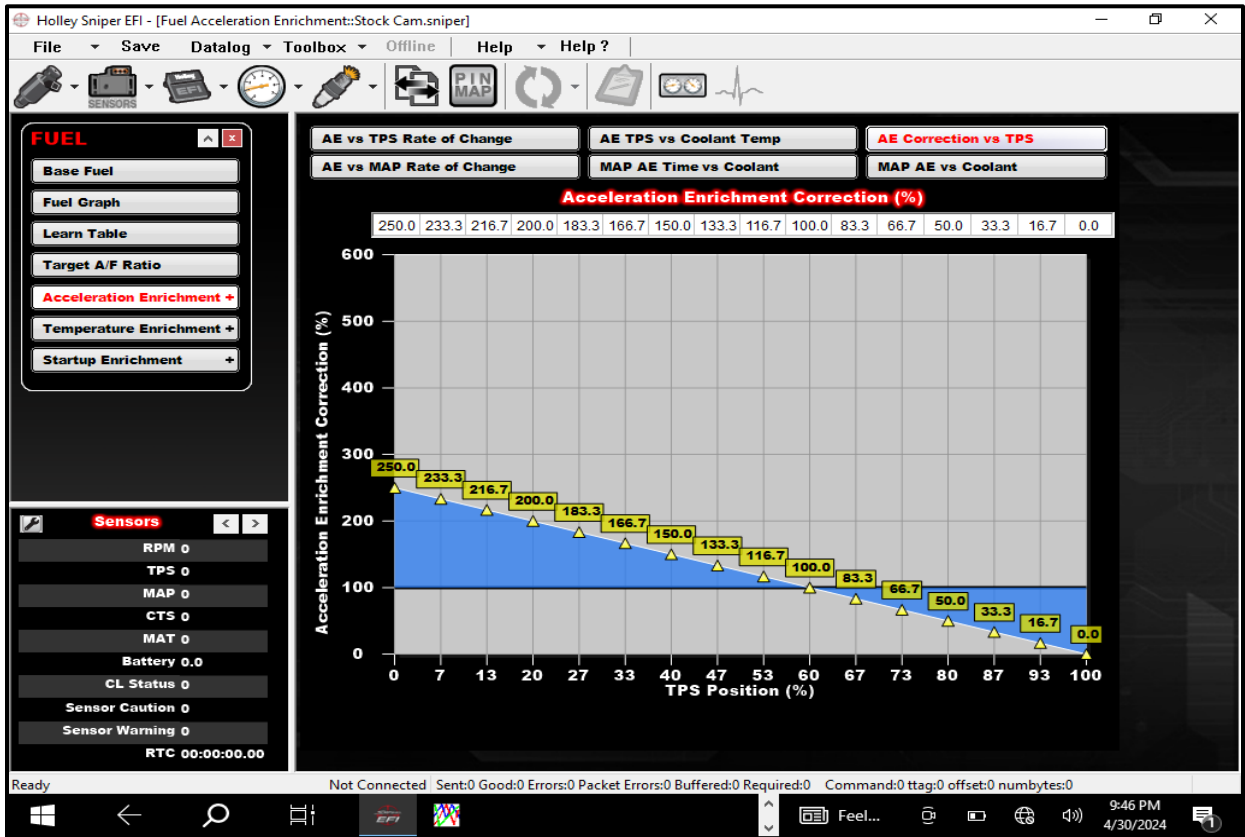 Holley Sniper EFI - [Fuel Acceleration Enrichment::Stock Cam.sniper]
File Save Datalog Toolbox Offline Help Help ?
SENSORS EFI PIN MAP
FUEL
Base Fuel
Fuel Graph
Learn Table
Target A/F Ratio
Acceleration Enrichment +
Temperature Enrichment +
Startup Enrichment +
AE vs TPS Rate of Change AE TPS vs Coolant Temp AE Correction vs TPS
AE vs MAP Rate of Change MAP AE Time vs Coolant MAP AE vs Coolant
Acceleration Enrichment Correction (%)
250.0 233.3 216.7 200.0 183.3 166.7 150.0 133.3 116.7 100.0 83.3 66.7 50.0 33.3 16.7 0.0
Acceleration Enrichment Correction (%)
600
500
400
300
200
100
0
250.0 233.3 216.7 200.0 183.3 166.7 150.0 133.3 116.7 100.0 83.3 66.7 50.0 33.3 16.7 0.0
0 7 13 20 27 33 40 47 53 60 67 73 80 87 93 100
TPS Position (%)
Sensors < >
RPM 0
TPS 0
MAP 0
CTS 0
MAT 0
Battery 0.0
CL Status 0
Sensor Caution 0
Sensor Warning 0
RTC 00:00:00.00
Ready Not Connected Sent:0 Good:0 Errors:0 Packet Errors:0 Buffered:0 Required:0 Command:0 ttag:0 offset:0 numbytes:0
EFI Feel... 9:46 PM
4/30/2024 1